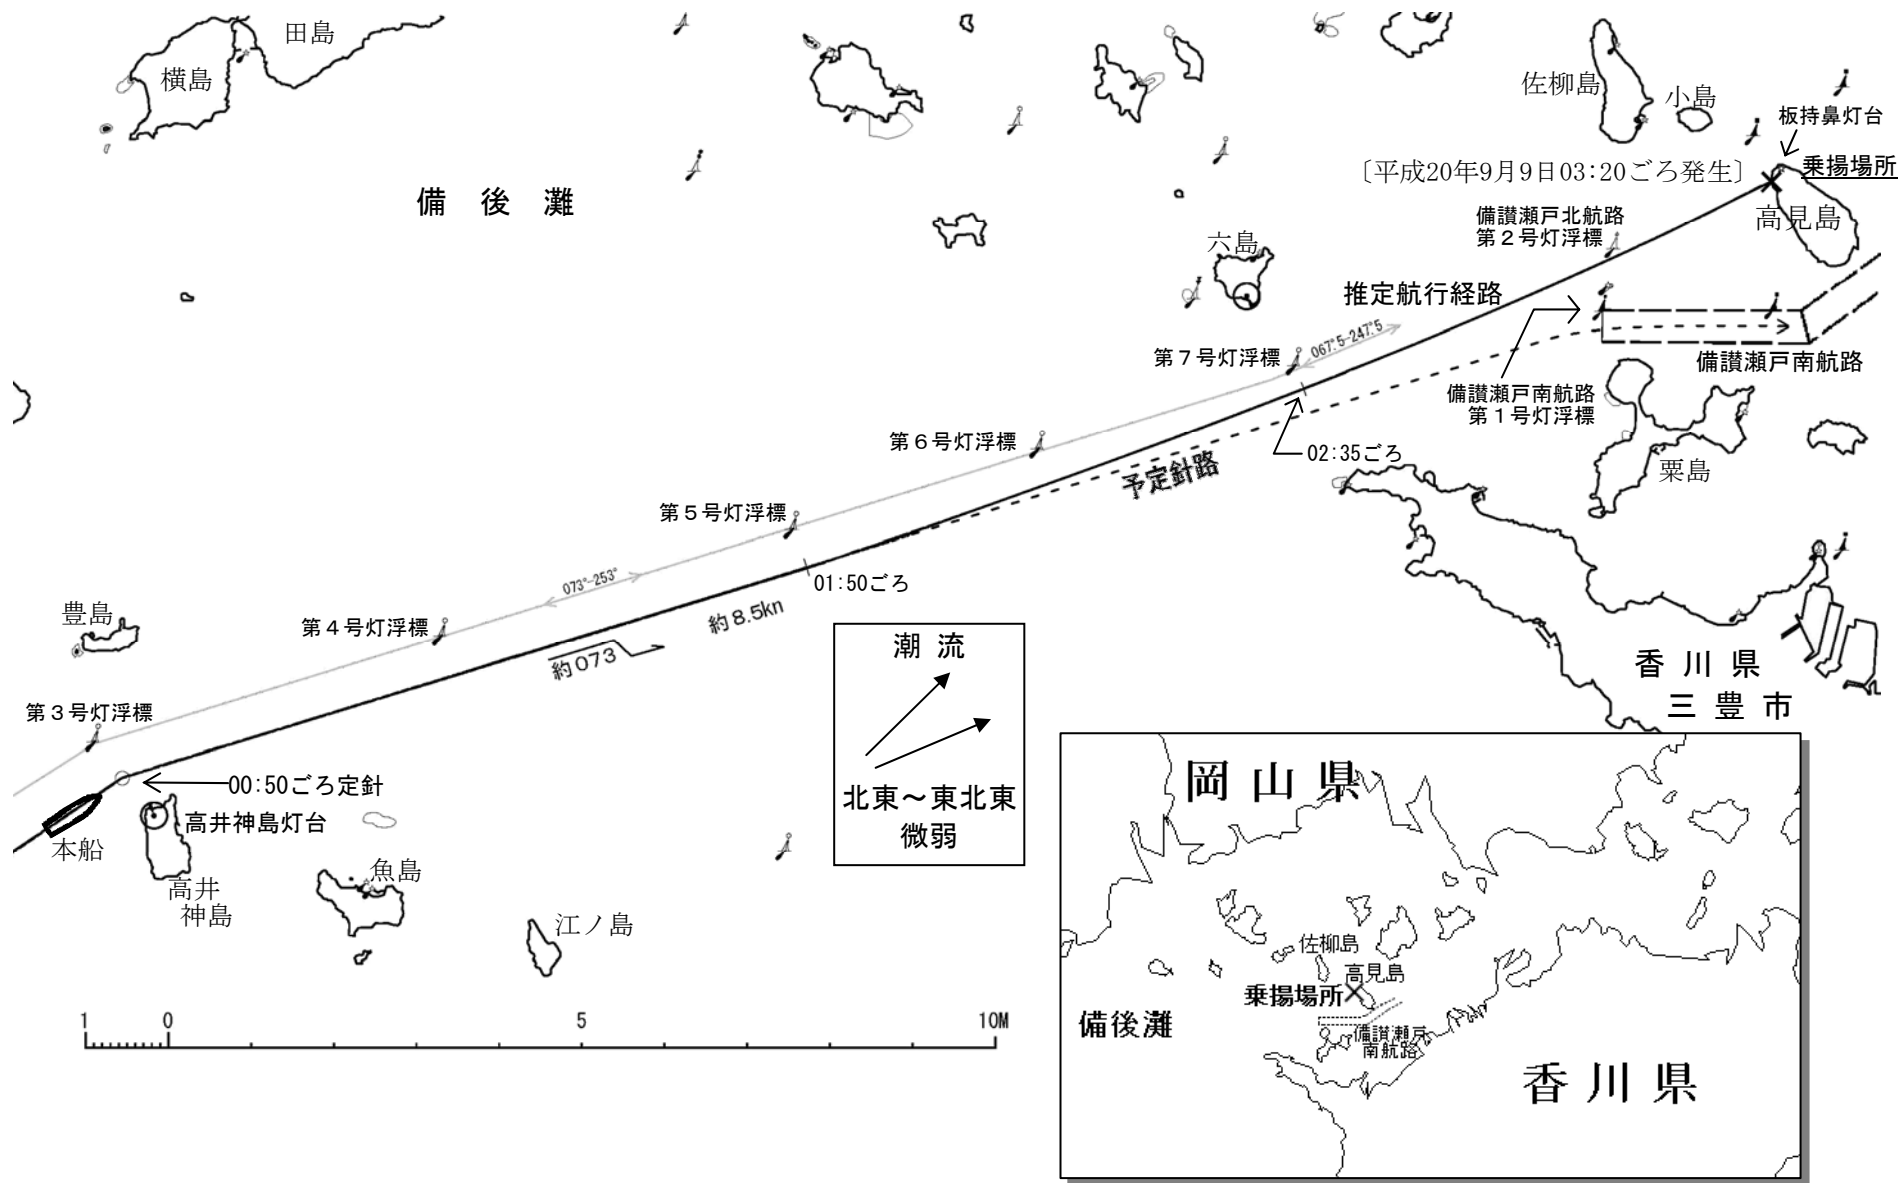 田島
横島
佐柳島
小島
板持鼻灯台
〔平成20年9月9日03:20ごろ発生〕
乗揚場所
備後灘
備讃瀬戸北航路
第２号灯浮標
高見島
六島
推定航行経路
067°.5-247°.5
第７号灯浮標
備讃瀬戸南航路
備讃瀬戸南航路
第１号灯浮標
第６号灯浮標
02:35ごろ
予定針路
粟島
第５号灯浮標
073°-253°
01:50ごろ
豊島
第４号灯浮標
約8.5kn
約073
潮流
北東～東北東
微弱
香川県
三豊市
第３号灯浮標
00:50ごろ定針
高井神島灯台
本船
高井
神島
魚島
江ノ島
1 0 5 10M
岡山県
佐柳島
高見島
乗揚場所
備後灘
備讃瀬戸
南航路
香川県